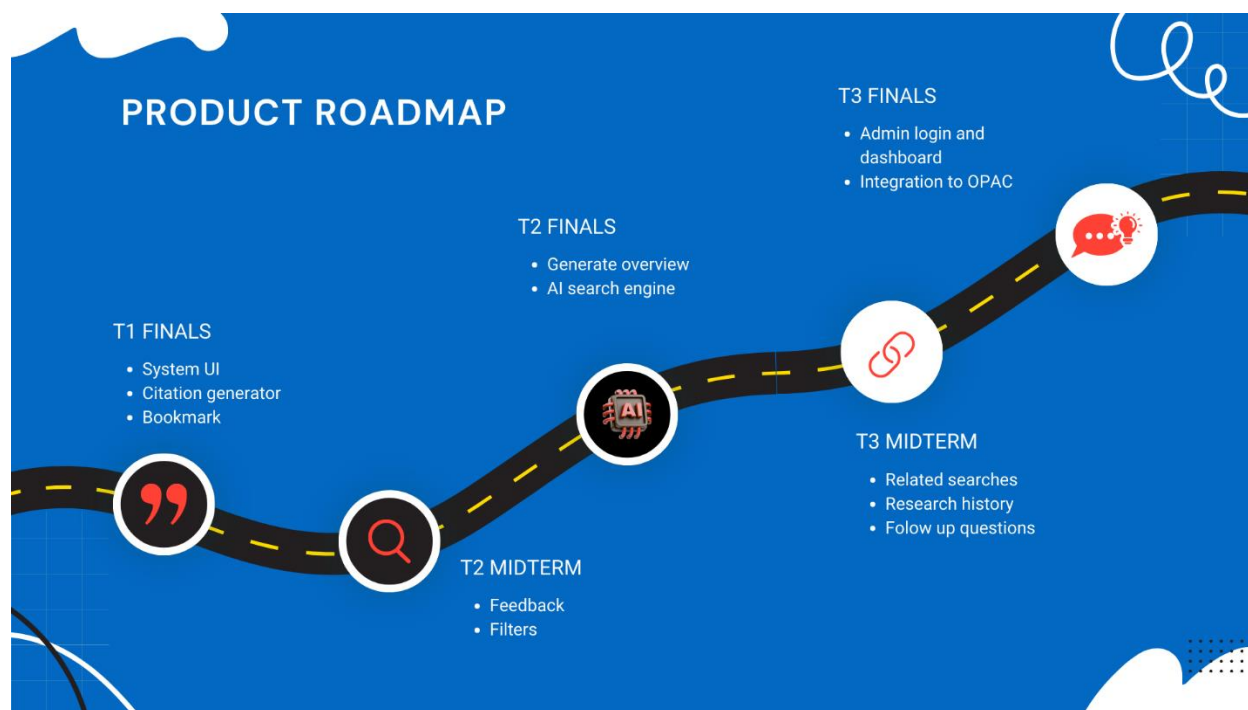 PRODUCT ROADMAP
T1 FINALS
• System UI
• Citation generator
• Bookmark
T2 MIDTERM
• Feedback
• Filters
T2 FINALS
• Generate overview
• AI search engine
AI
T3 MIDTERM
• Related searches
• Research history
• Folow up questions
T3 FINALS
• Admin login and
dashboard
• Integration to OPAC